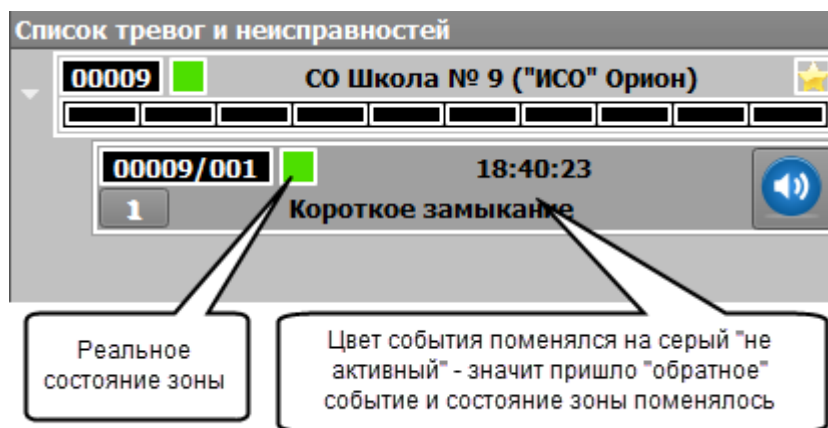 Список тревог и неисправностей
00009 СО Школа № 9 ("ИСО" Орион)
00009/001 18:40:23
1 Короткое замыкание
Реальное
состояние зоны
Цвет события поменялся на серый "не
активный" - значит пришло "обратное"
событие и состояние зоны поменялось